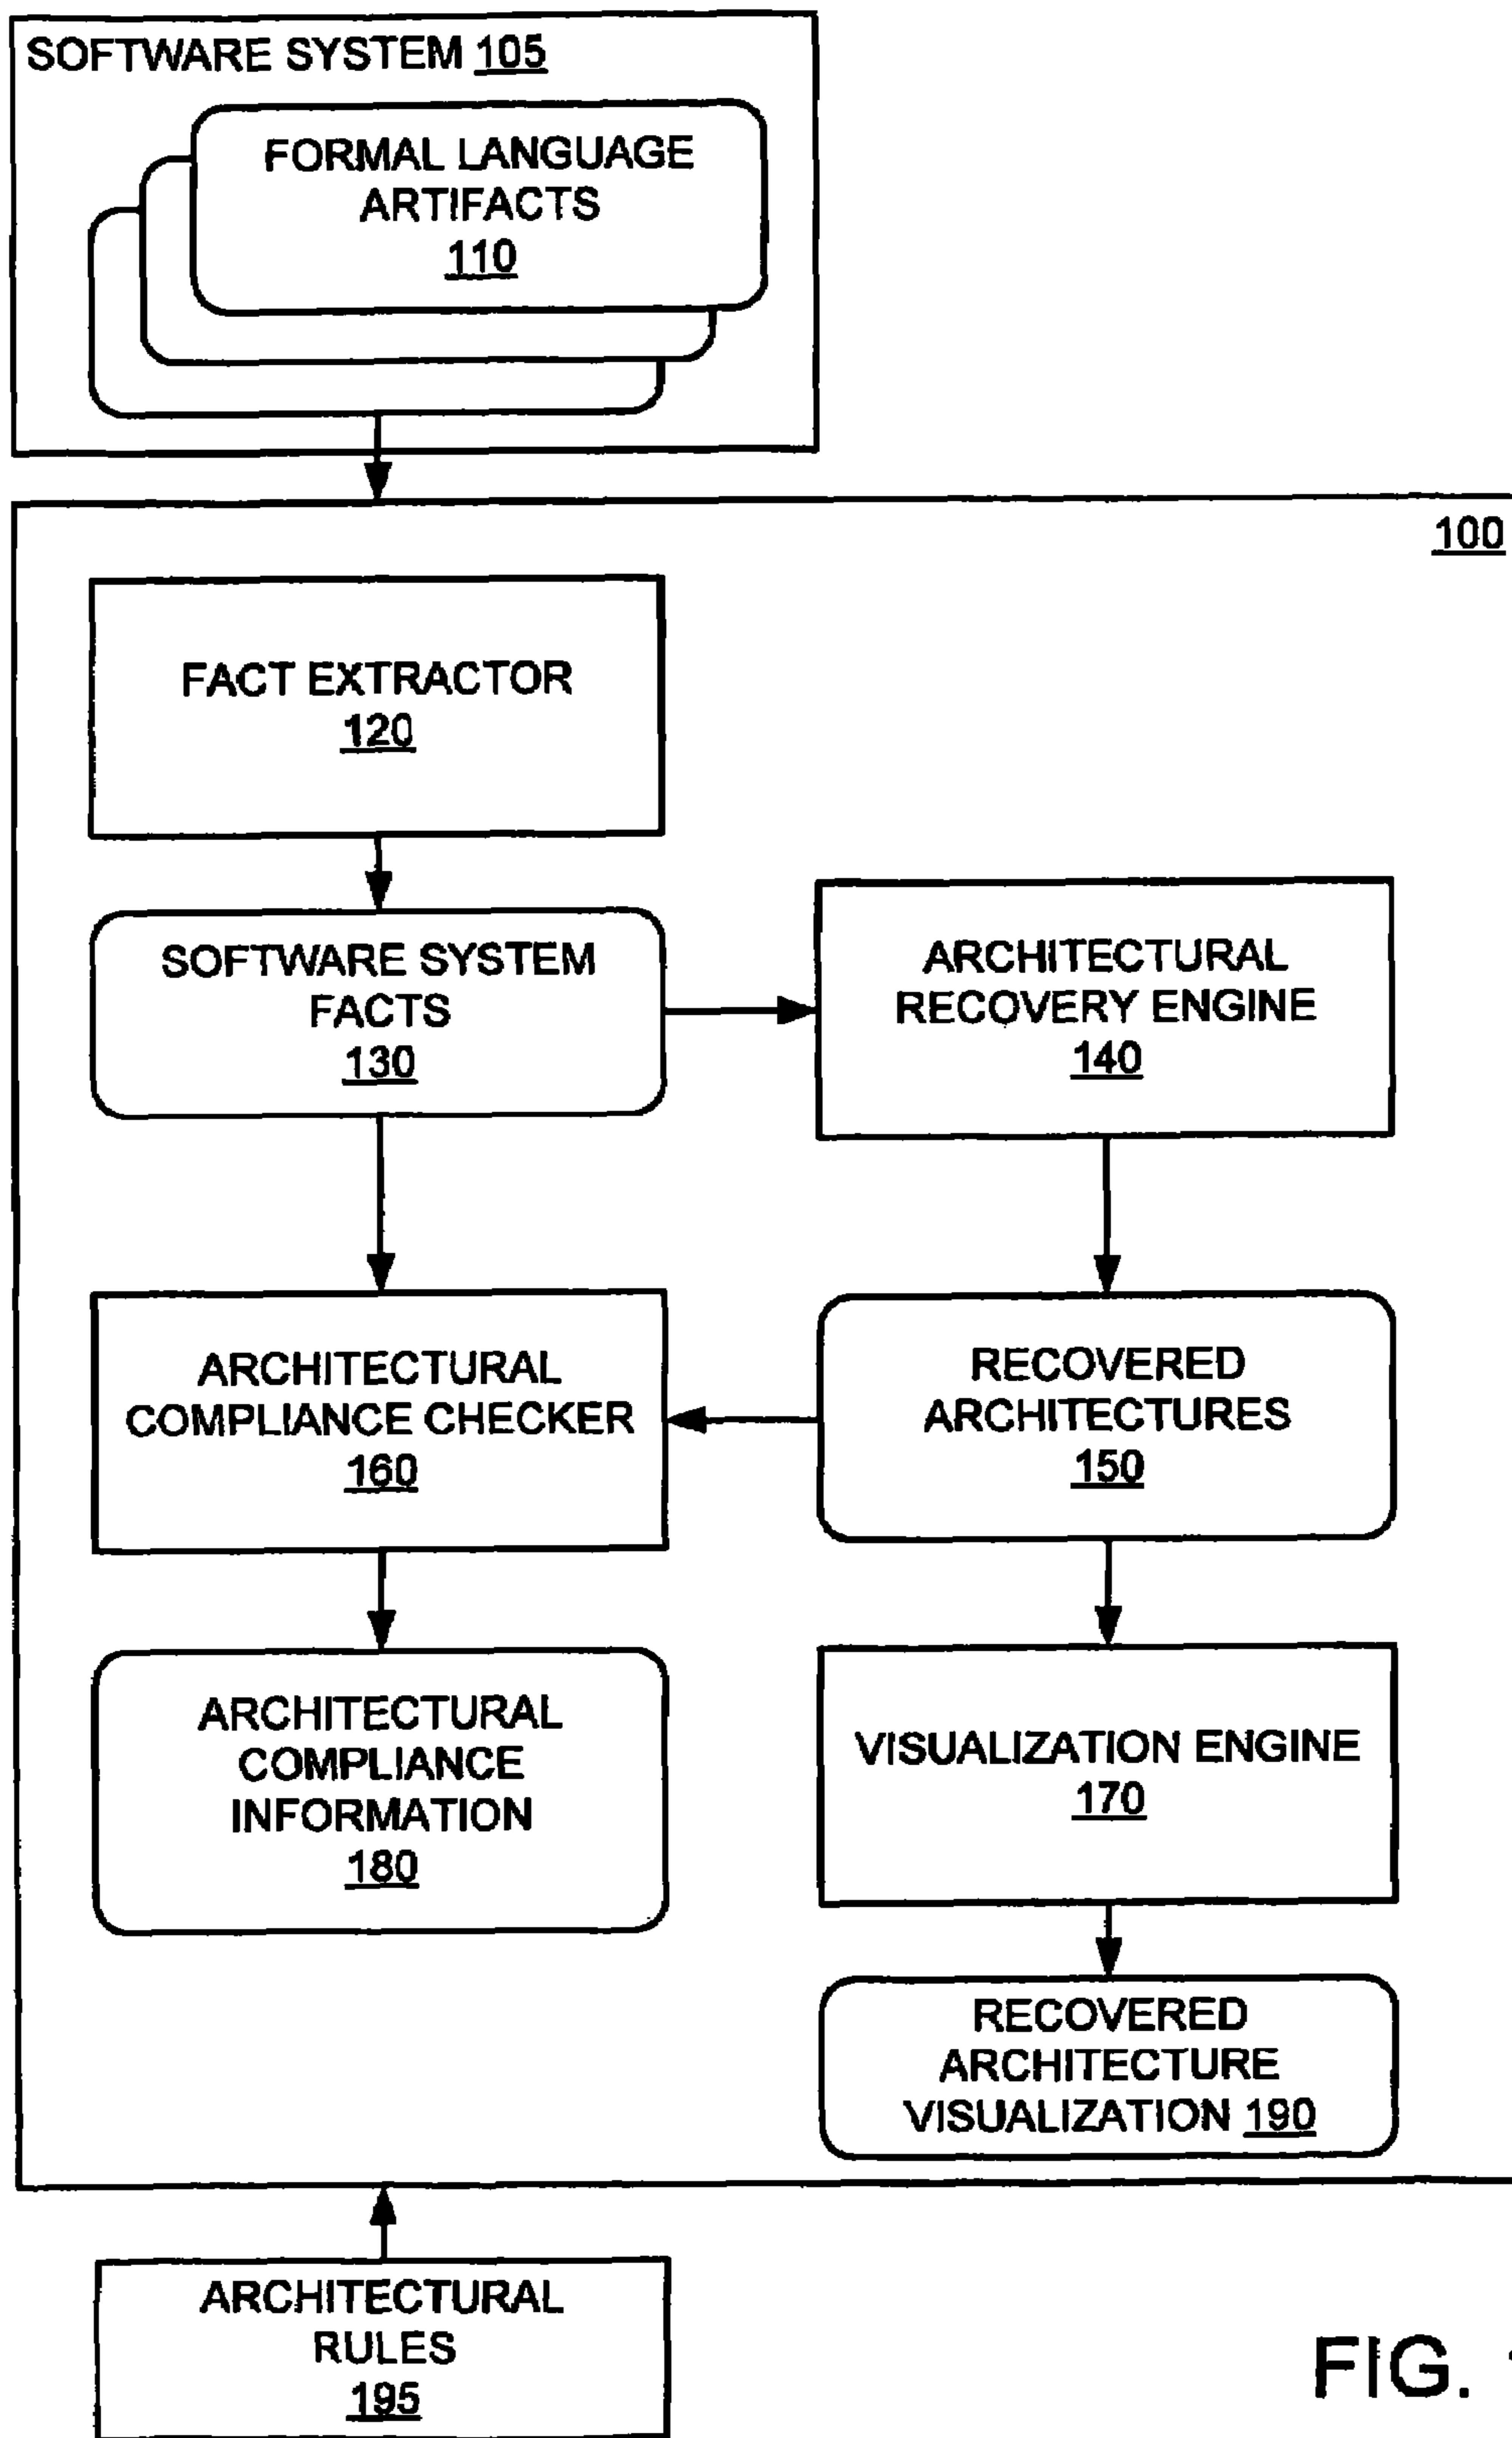 SOFTWARE SYSTEM 105
FORMAL LANGUAGE
ARTIFACTS
110
100
FACT EXTRACTOR
120
SOFTWARE SYSTEM
FACTS
130
ARCHITECTURAL
RECOVERY ENGINE
140
ARCHITECTURAL
COMPLIANCE CHECKER
160
RECOVERED
ARCHITECTURES
150
ARCHITECTURAL
COMPLIANCE
INFORMATION
180
VISUALIZATION ENGINE
170
RECOVERED
ARCHITECTURE
VISUALIZATION 190
ARCHITECTURAL
RULES
195
FIG.